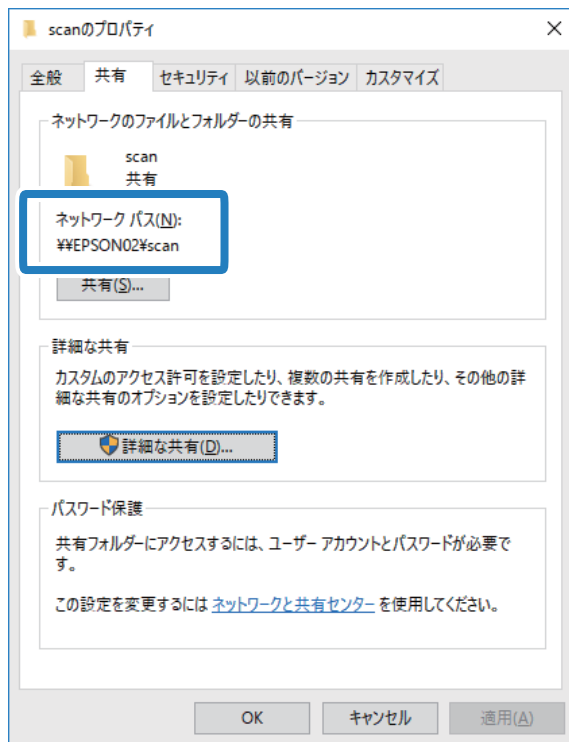 scanのプロパティ
全般 共有 セキュリティ 以前のバージョン カスタマイズ
ネットワークのファイルとフォルダーの共有
scan
共有
ネットワーク パス(N):
¥¥EPSON02¥scan
共有(S)...
詳細な共有
カスタムのアクセス許可を設定したり、複数の共有を作成したり、その他の詳
細な共有のオプションを設定したりできます。
詳細な共有(D)...
パスワード保護
共有フォルダーにアクセスするには、ユーザー アカウントとパスワードが必要で
す。
この設定を変更するには ネットワークと共有センター を使用してください。
OK キャンセル 適用(A)